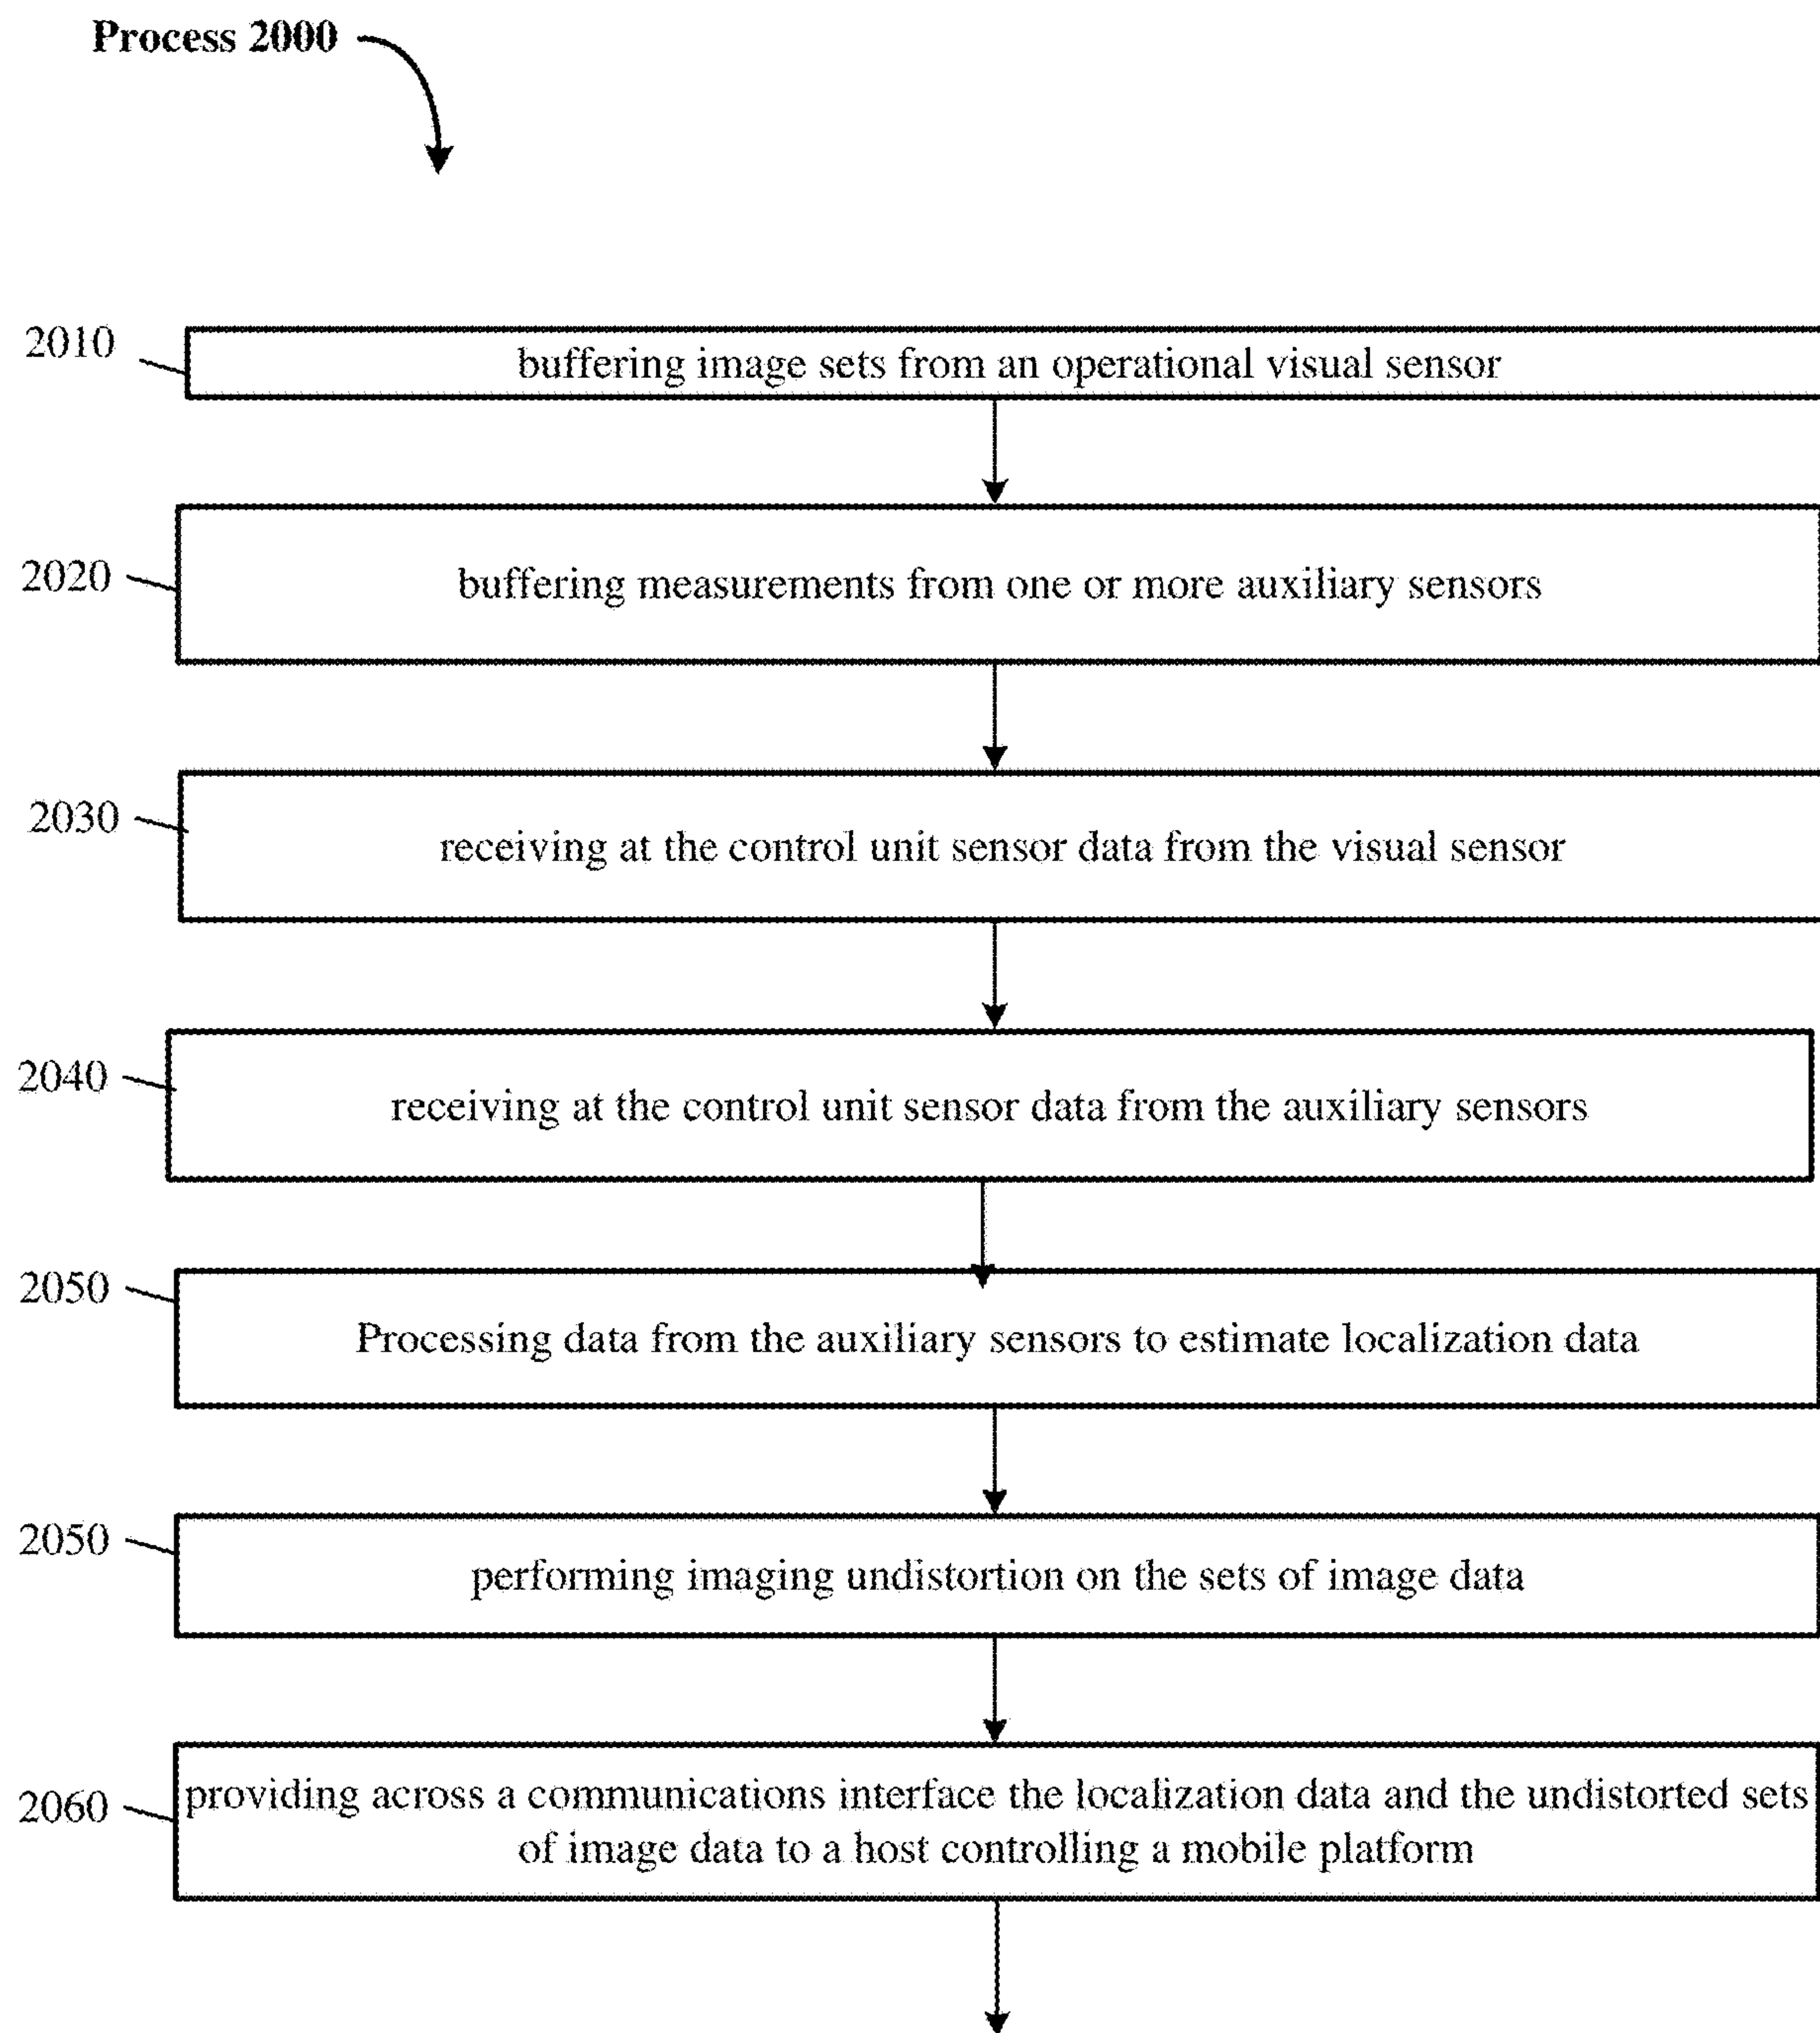 Process 2000
2010
buffering image sets from an operational visual sensor
2020
buffering measurements from one or more auxiliary sensors
2030
receiving at the control unit sensor data from the visual sensor
2040
receiving at the control unit sensor data from the auxiliary sensors
2050
Processing data from the auxiliary sensors to estimate localization data
2050
performing imaging undistortion on the sets of image data
2060
providing across a communications interface the localization data and the undistorted sets
of image data to a host controlling a mobile platform